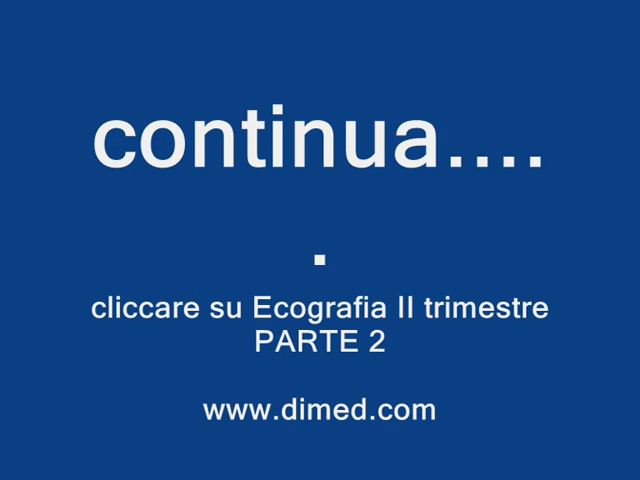 continua....
.
cliccare su Ecografia II trimestre
PARTE 2
www.dimed.com